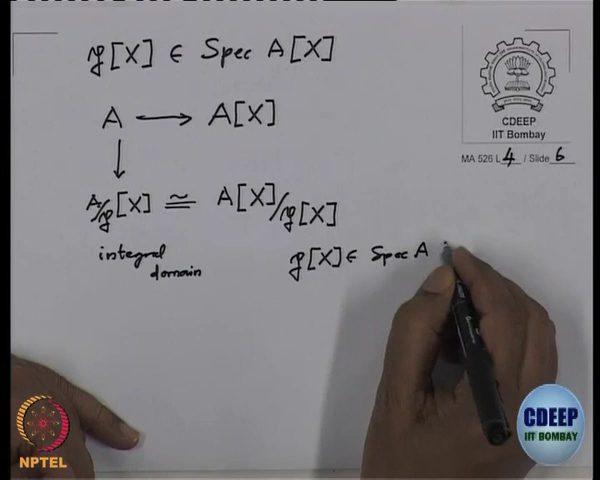 𝔭[X] ∈ Spec A[X]
A ⟶ A[X]
↓
A/𝔭[X] ≅ A[X]/𝔭[X]
integral
domain
𝔭[X] ∈ Spec A
CDEEP
IIT Bombay
MA 526 L 4 / Slide 6
NPTEL
CDEEP
IIT BOMBAY